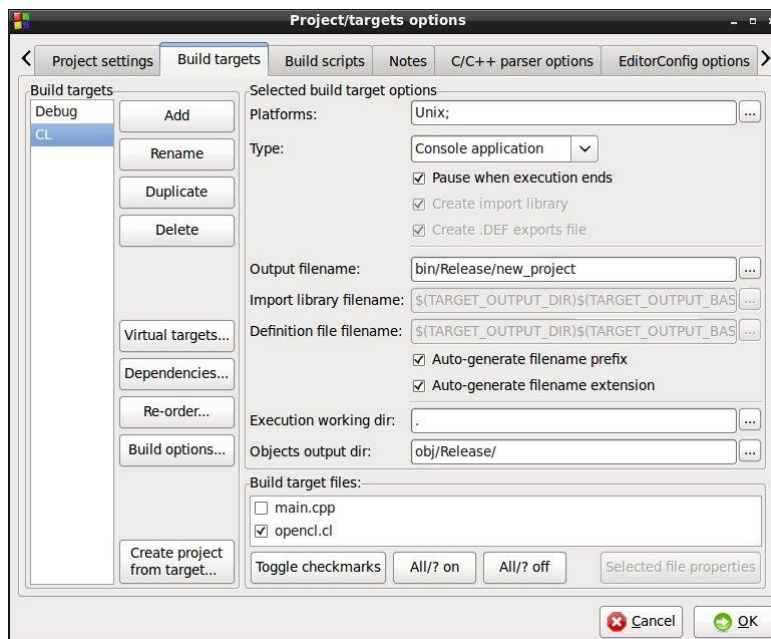 Project/targets options
Project settings
Build targets
Build scripts
Notes
C/C++ parser options
EditorConfig options
Build targets
Debug
CL
Add
Rename
Duplicate
Delete
Virtual targets...
Dependencies...
Re-order...
Build options...
Create project
from target...
Selected build target options
Platforms: Unix; ...
Type: Console application
Pause when execution ends
Create import library
Create .DEF exports file
Output filename: bin/Release/new_project ...
Import library filename: $(TARGET_OUTPUT_DIR)$(TARGET_OUTPUT_BAS ...
Definition file filename: $(TARGET_OUTPUT_DIR)$(TARGET_OUTPUT_BAS ...
Auto-generate filename prefix
Auto-generate filename extension
Execution working dir: . ...
Objects output dir: obj/Release/ ...
Build target files:
main.cpp
opencl.cl
Toggle checkmarks
All/? on
All/? off
Selected file properties
Cancel
OK